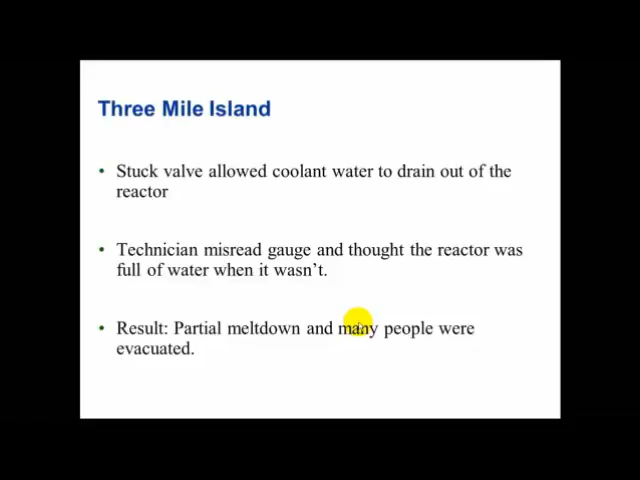 Three Mile Island
• Stuck valve allowed coolant water to drain out of the
reactor
• Technician misread gauge and thought the reactor was
full of water when it wasn't.
• Result: Partial meltdown and many people were
evacuated.